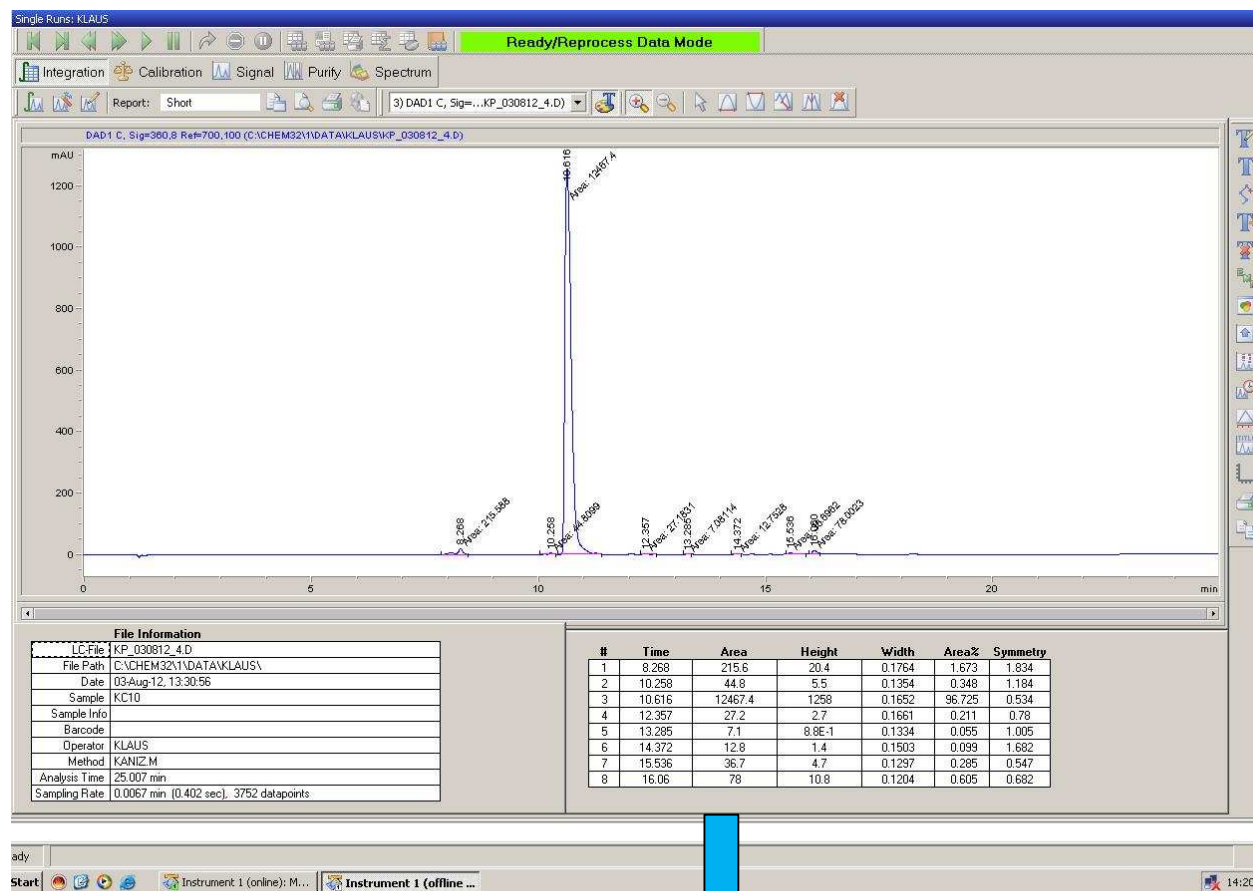 Single Runs: KLAUS
Ready/Reprocess Data Mode
Integration Calibration Signal Purify Spectrum
Report: Short 3) DAD1 C, Sig=...KP_030812_4.D)
DAD1 C, Sig=360,8 Ref=700,100 (C:\CHEM32\1\DATA\KLAUS\KP_030812_4.D)
mAU
1200
1000
800
600
400
200
0
8.268 Area: 215.588
10.258 Area: 44.8099
10.616 Area: 12467.4
12.357 Area: 27.1831
13.285 Area: 7.08114
14.372 Area: 12.7528
15.536
Area: 78.0023
0 5 10 15 20 min
File Information
LC-File KP_030812_4.D
File Path C:\CHEM32\1\DATA\KLAUS\
Date 03-Aug-12, 13:30:56
Sample KC10
Sample Info
Barcode
Operator KLAUS
Method KANIZ.M
Analysis Time 25.007 min
Sampling Rate 0.0067 min (0.402 sec), 3752 datapoints
# Time Area Height Width Area% Symmetry
1 8.268 215.6 20.4 0.1764 1.673 1.834
2 10.258 44.8 5.5 0.1354 0.348 1.184
3 10.616 12467.4 1258 0.1652 96.725 0.534
4 12.357 27.2 2.7 0.1661 0.211 0.78
5 13.285 7.1 8.8E-1 0.1334 0.055 1.005
6 14.372 12.8 1.4 0.1503 0.099 1.682
7 15.536 36.7 4.7 0.1297 0.285 0.547
8 16.06 78 10.8 0.1204 0.605 0.682
ady
Start Instrument 1 (online): M... Instrument 1 (offline ... 14:20